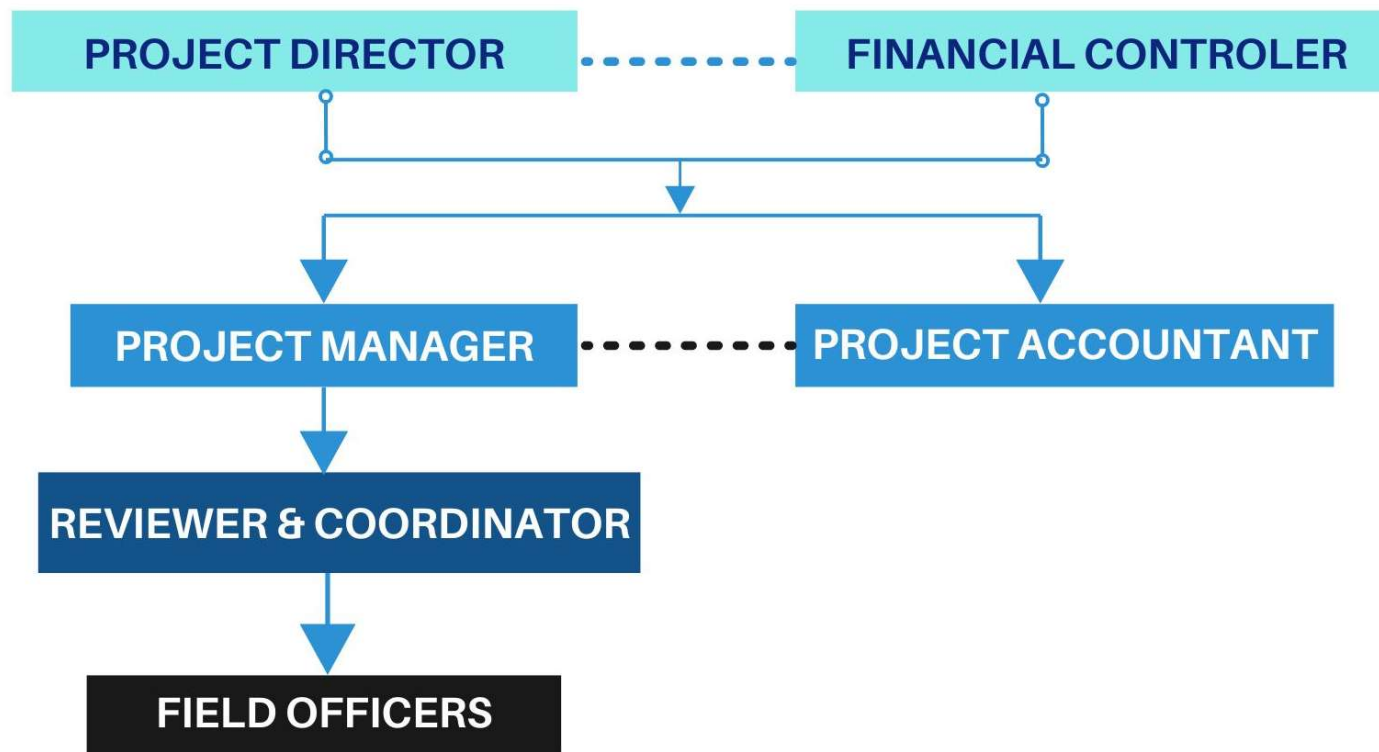 PROJECT DIRECTOR
FINANCIAL CONTROLER
PROJECT MANAGER
PROJECT ACCOUNTANT
REVIEWER & COORDINATOR
FIELD OFFICERS